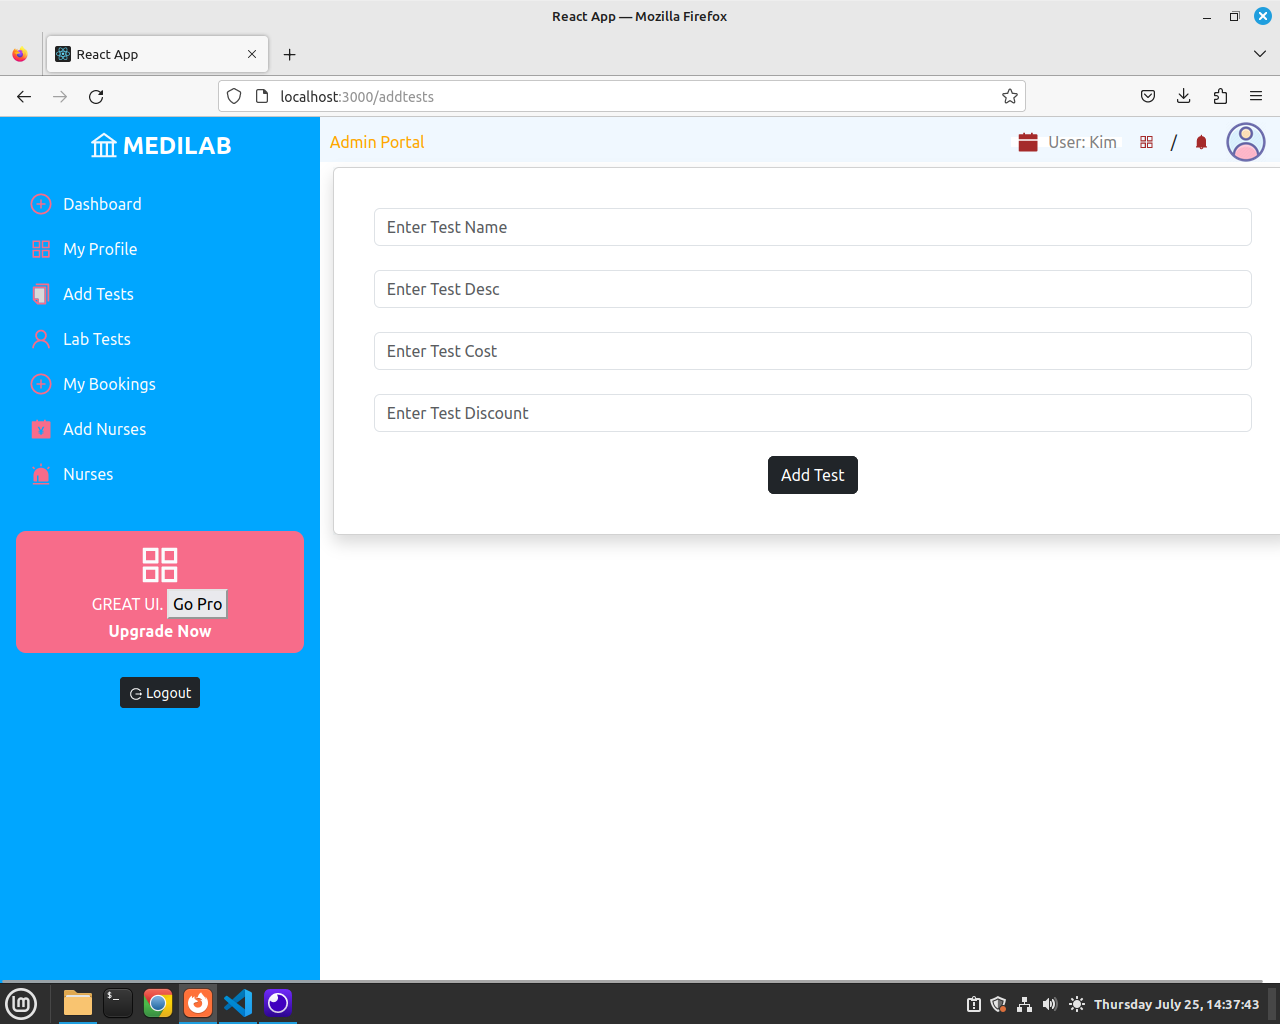 React App — Mozilla Firefox
React App
localhost:3000/addtests
MEDILAB
Admin Portal
User: Kim
/
Dashboard
My Profile
Add Tests
Lab Tests
My Bookings
Add Nurses
Nurses
Enter Test Name
Enter Test Desc
Enter Test Cost
Enter Test Discount
Add Test
GREAT UI. Go Pro
Upgrade Now
Logout
Thursday July 25, 14:37:43